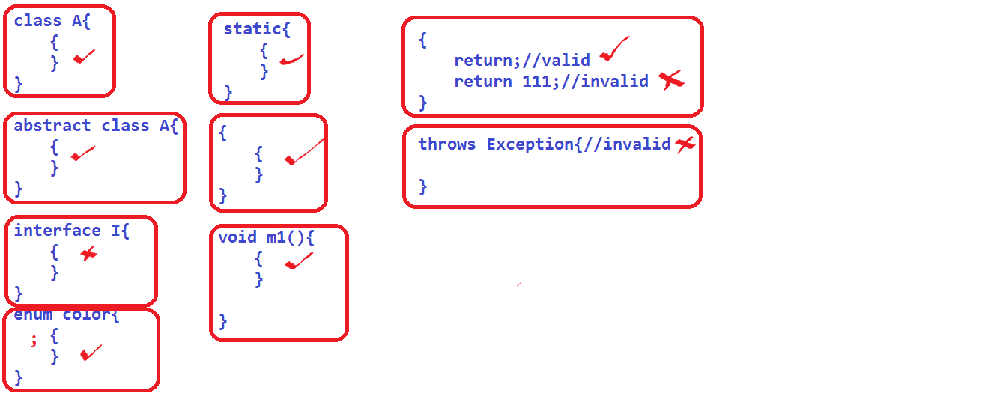 class A{
{
}
}
abstract class A{
{
}
}
interface I{
{
}
}
enum color{
; {
}
}
static{
{
}
}
{
{
}
}
void m1(){
{
}
}
{
return;//valid
return 111;//invalid
}
throws Exception{//invalid
}